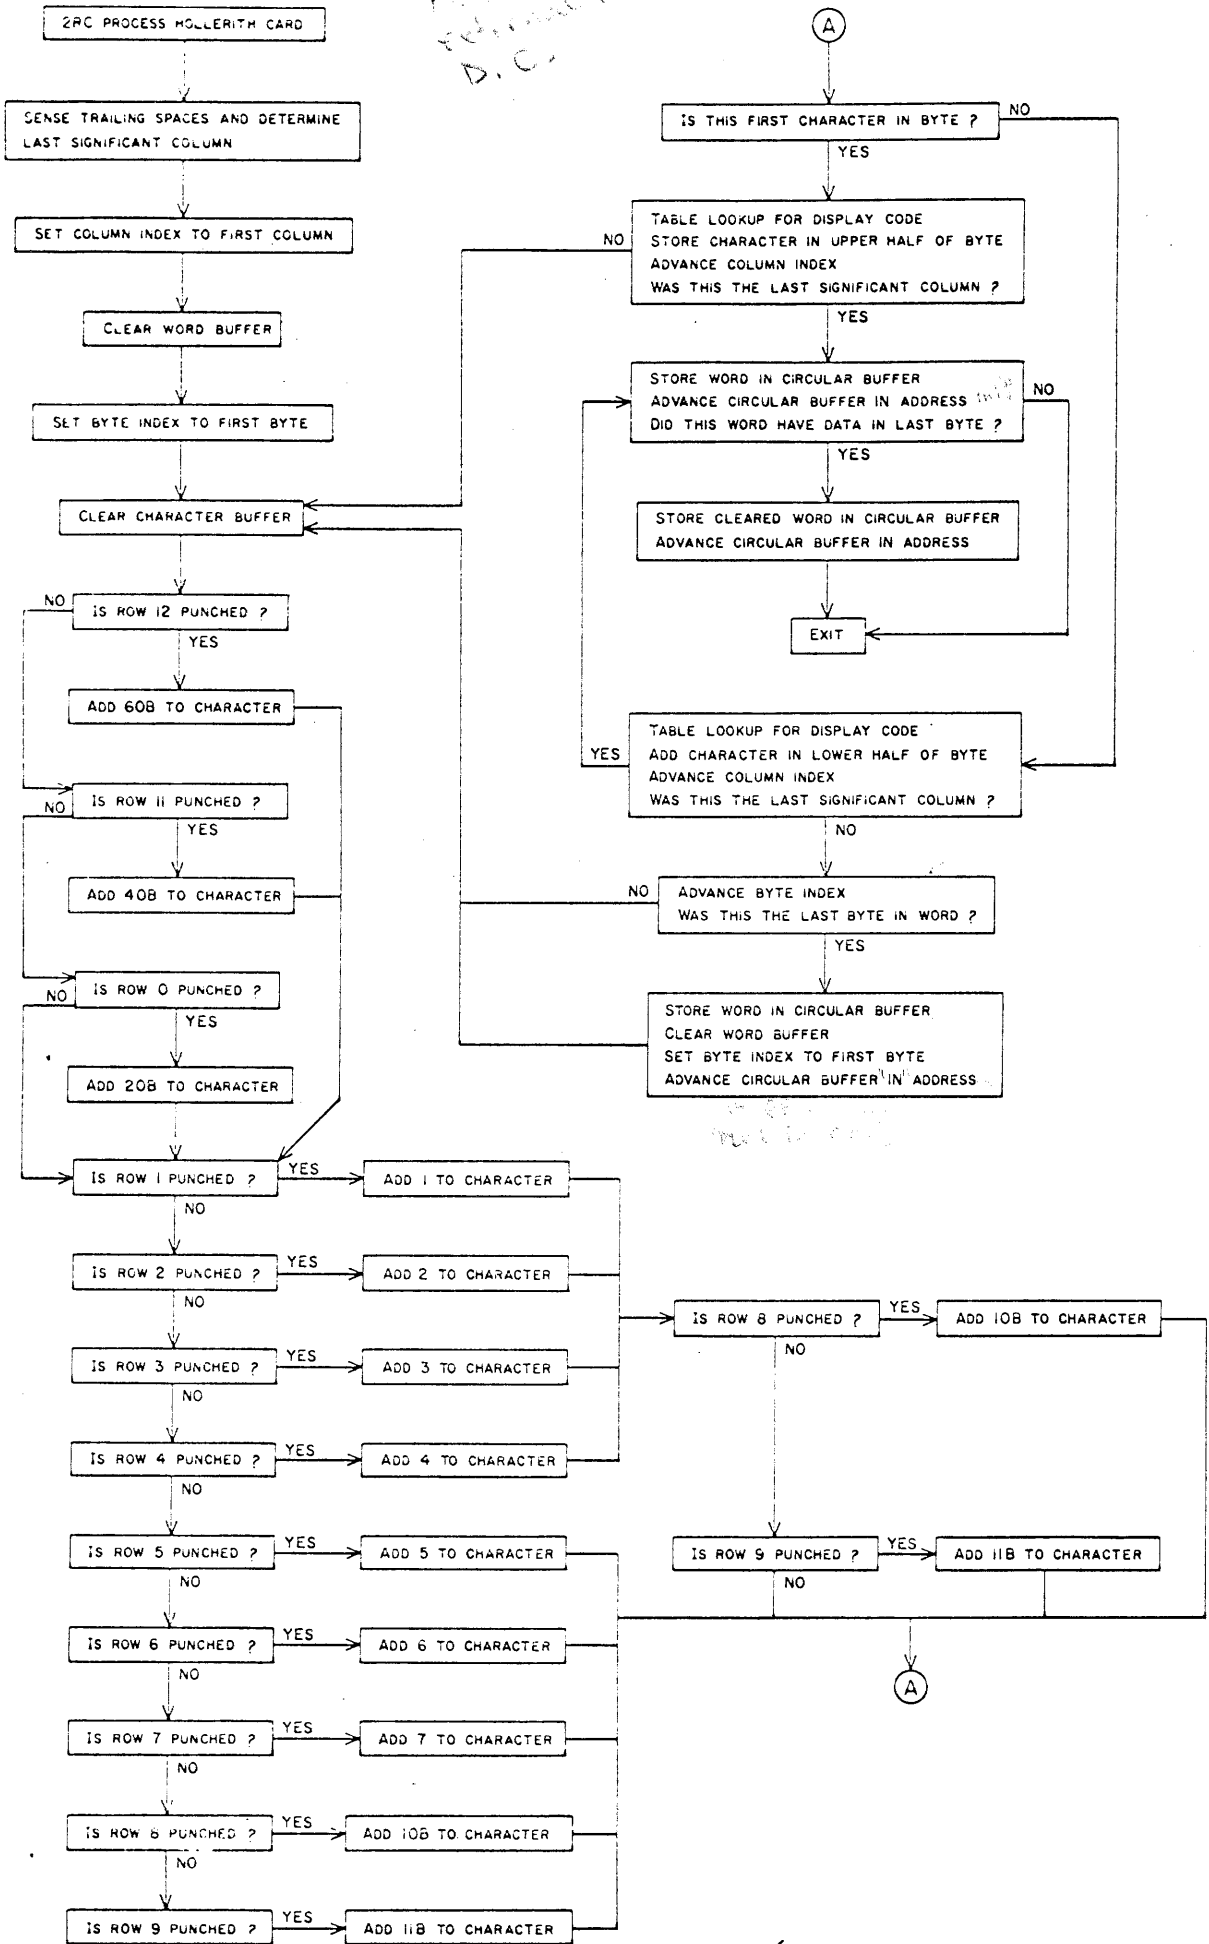 2RC PROCESS HOLLERITH CARD
SENSE TRAILING SPACES AND DETERMINE
LAST SIGNIFICANT COLUMN
SET COLUMN INDEX TO FIRST COLUMN
CLEAR WORD BUFFER
SET BYTE INDEX TO FIRST BYTE
CLEAR CHARACTER BUFFER
IS ROW 12 PUNCHED ?
NO
YES
ADD 60B TO CHARACTER
IS ROW 11 PUNCHED ?
NO
YES
ADD 40B TO CHARACTER
IS ROW 0 PUNCHED ?
NO
YES
ADD 20B TO CHARACTER
IS ROW 1 PUNCHED ?
YES
ADD 1 TO CHARACTER
NO
IS ROW 2 PUNCHED ?
YES
ADD 2 TO CHARACTER
NO
IS ROW 3 PUNCHED ?
YES
ADD 3 TO CHARACTER
NO
IS ROW 4 PUNCHED ?
YES
ADD 4 TO CHARACTER
NO
IS ROW 5 PUNCHED ?
YES
ADD 5 TO CHARACTER
NO
IS ROW 6 PUNCHED ?
YES
ADD 6 TO CHARACTER
NO
IS ROW 7 PUNCHED ?
YES
ADD 7 TO CHARACTER
NO
IS ROW 8 PUNCHED ?
YES
ADD 10B TO CHARACTER
NO
IS ROW 9 PUNCHED ?
YES
ADD 11B TO CHARACTER
IS ROW 8 PUNCHED ?
YES
ADD 10B TO CHARACTER
NO
IS ROW 9 PUNCHED ?
YES
ADD 11B TO CHARACTER
NO
A
D.C.
A
IS THIS FIRST CHARACTER IN BYTE ?
NO
YES
TABLE LOOKUP FOR DISPLAY CODE
STORE CHARACTER IN UPPER HALF OF BYTE
ADVANCE COLUMN INDEX
WAS THIS THE LAST SIGNIFICANT COLUMN ?
NO
YES
STORE WORD IN CIRCULAR BUFFER
ADVANCE CIRCULAR BUFFER IN ADDRESS
DID THIS WORD HAVE DATA IN LAST BYTE ?
NO
YES
STORE CLEARED WORD IN CIRCULAR BUFFER
ADVANCE CIRCULAR BUFFER IN ADDRESS
EXIT
TABLE LOOKUP FOR DISPLAY CODE
ADD CHARACTER IN LOWER HALF OF BYTE
ADVANCE COLUMN INDEX
WAS THIS THE LAST SIGNIFICANT COLUMN ?
YES
NO
ADVANCE BYTE INDEX
WAS THIS THE LAST BYTE IN WORD ?
NO
YES
STORE WORD IN CIRCULAR BUFFER
CLEAR WORD BUFFER
SET BYTE INDEX TO FIRST BYTE
ADVANCE CIRCULAR BUFFER "IN" ADDRESS